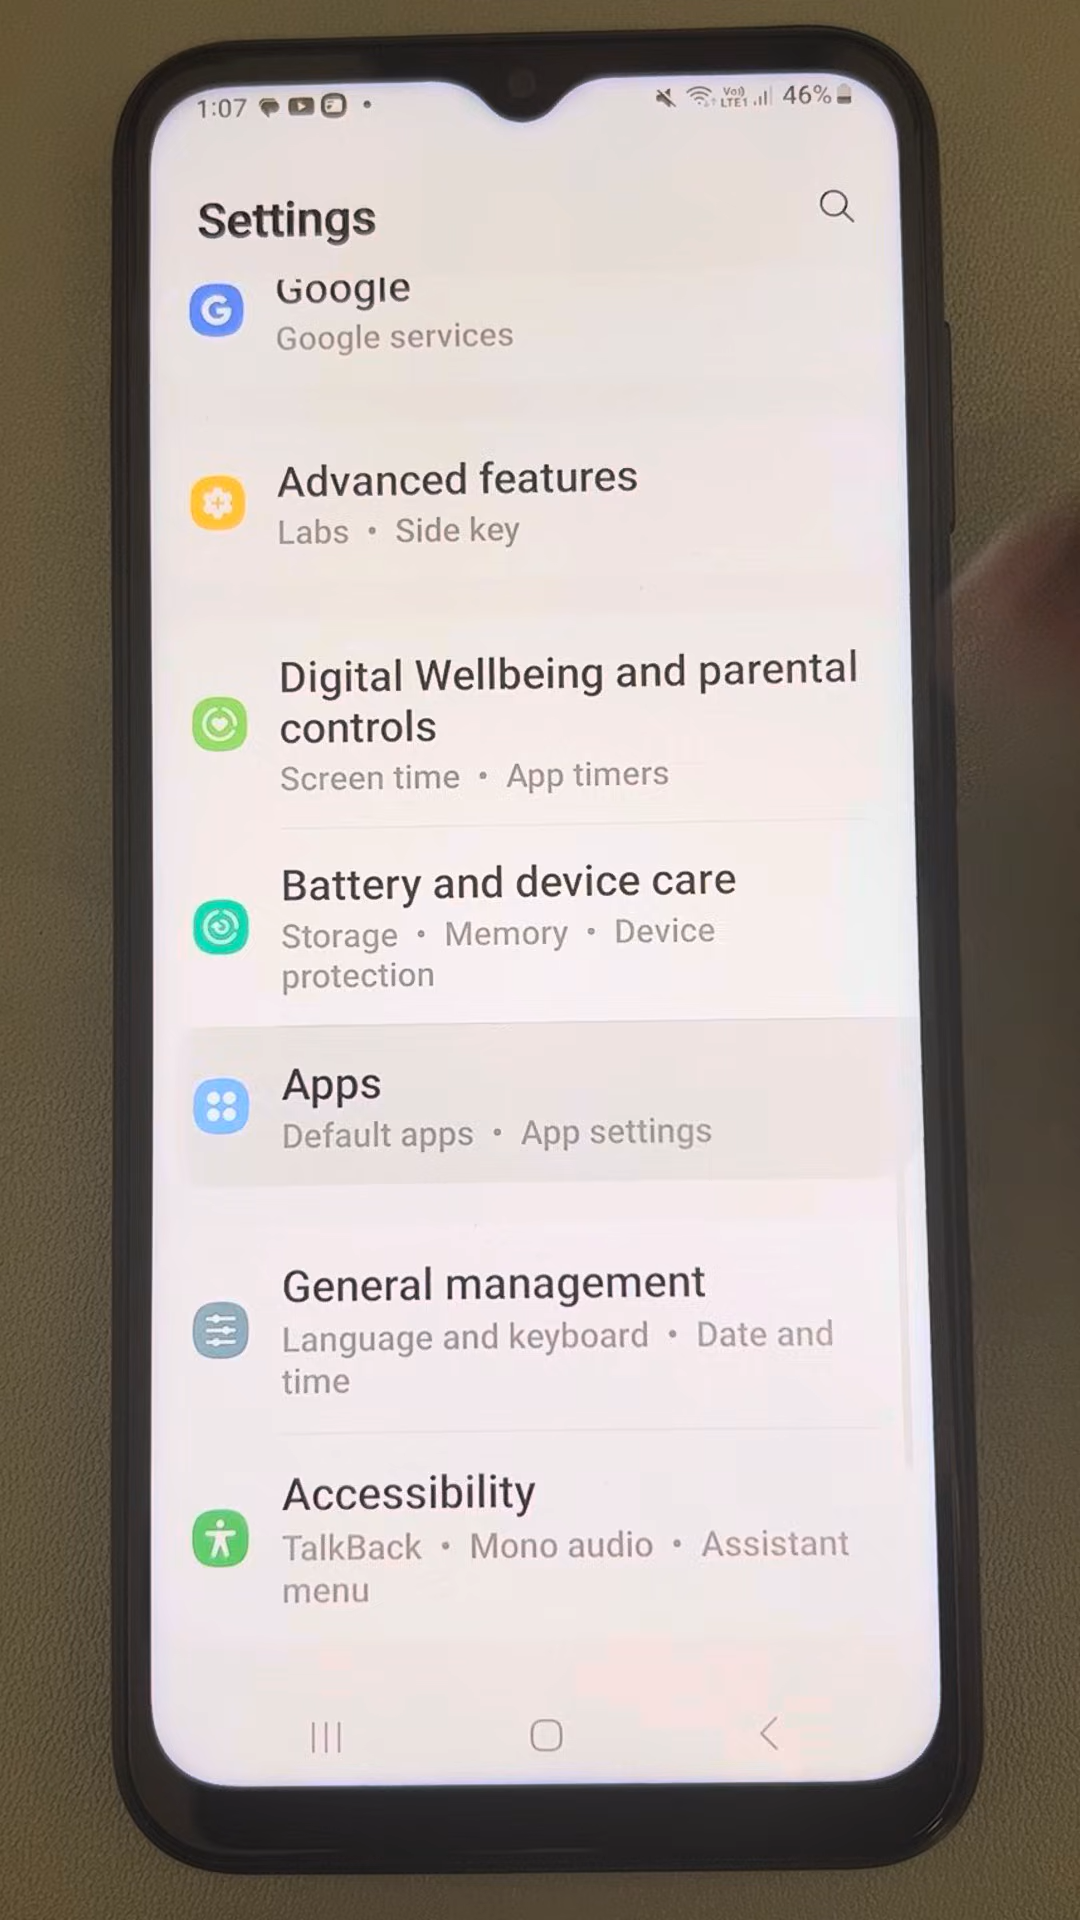 1:07
Vo)) LTE1 46%
Settings
Google
Google services
Advanced features
Labs • Side key
Digital Wellbeing and parental
controls
Screen time • App timers
Battery and device care
Storage • Memory • Device
protection
Apps
Default apps • App settings
General management
Language and keyboard • Date and
time
Accessibility
TalkBack • Mono audio • Assistant
menu